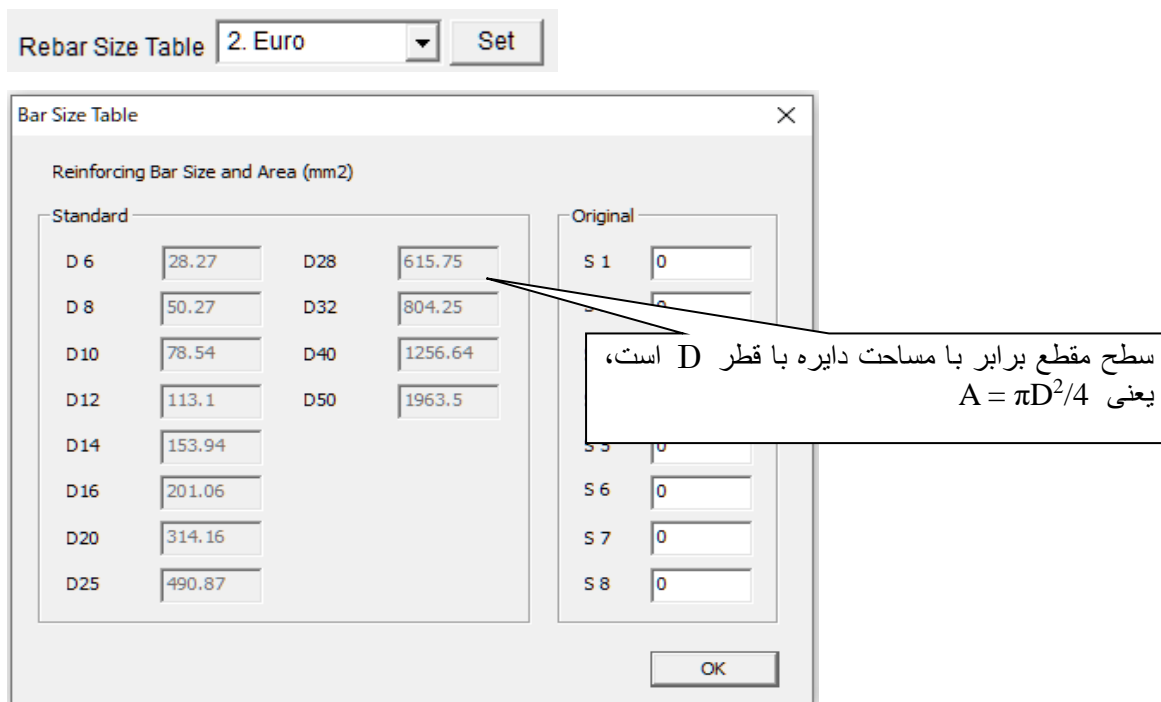 Rebar Size Table 2. Euro Set
Bar Size Table
Reinforcing Bar Size and Area (mm2)
Standard
Original
D 6 28.27 D28 615.75 S 1 0
D 8 50.27 D32 804.25
D10 78.54 D40 1256.64
D12 113.1 D50 1963.5
D14 153.94
D16 201.06 S 6 0
D20 314.16 S 7 0
D25 490.87 S 8 0
سطح مقطع برابر با مساحت دایره با قطر D است،
یعنی A = πD²/4
OK